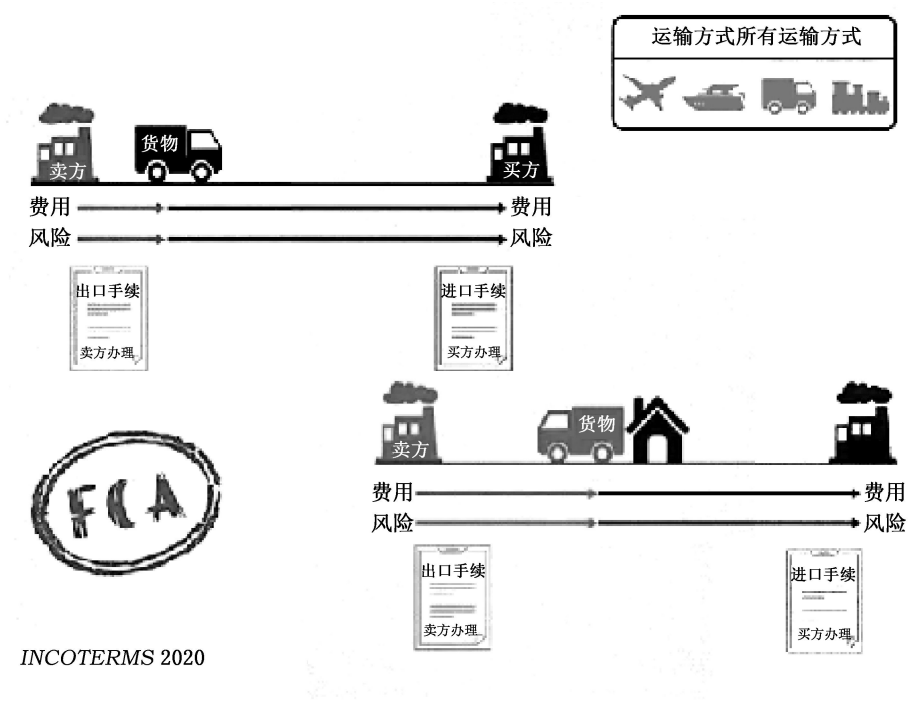 运输方式所有运输方式
卖方
货物
买方
费用
费用
风险
风险
出口手续
卖方办理
进口手续
买方办理
卖方
货物
费用
费用
风险
风险
出口手续
卖方办理
进口手续
买方办理
FCA
INCOTERMS 2020